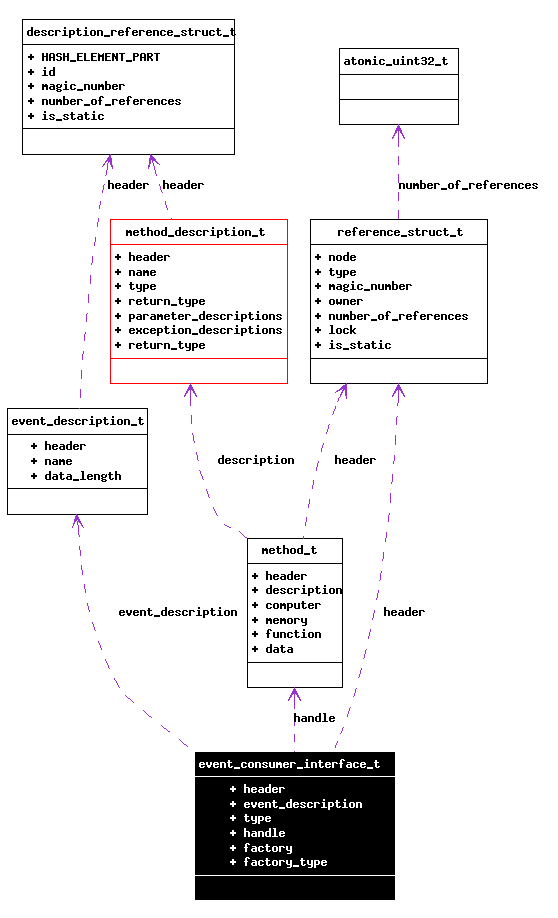 description_reference_struct_t
+ HASH_ELEMENT_PART
+ id
+ magic_number
+ number_of_references
+ is_static
atomic_uint32_t
header
header
number_of_references
method_description_t
+ header
+ name
+ type
+ return_type
+ parameter_descriptions
+ exception_descriptions
+ return_type
reference_struct_t
+ node
+ type
+ magic_number
+ owner
+ number_of_references
+ lock
+ is_static
event_description_t
+ header
+ name
+ data_length
description
header
method_t
+ header
+ description
+ computer
+ memory
+ function
+ data
event_description
header
handle
event_consumer_interface_t
+ header
+ event_description
+ type
+ handle
+ factory
+ factory_type